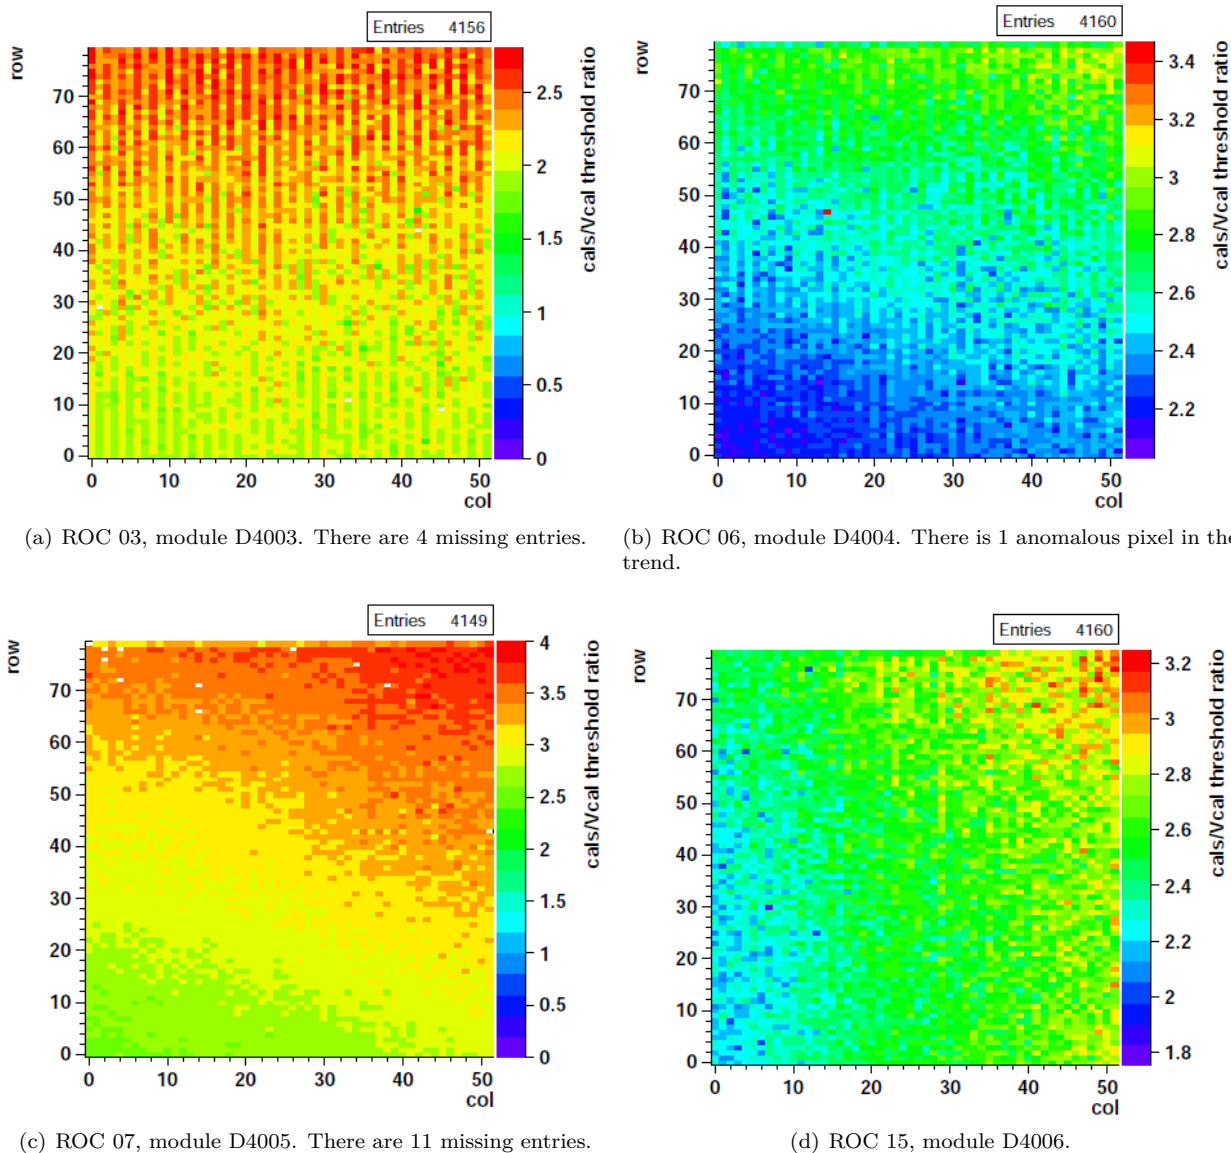 Entries 4156
row
70
60
50
40
30
20
10
0
0 10 20 30 40 50
col
2.5
2
1.5
1
0.5
0
cals/Vcal threshold ratio
(a) ROC 03, module D4003. There are 4 missing entries.
Entries 4160
row
70
60
50
40
30
20
10
0
0 10 20 30 40 50
col
3.4
3.2
3
2.8
2.6
2.4
2.2
cals/Vcal threshold ratio
(b) ROC 06, module D4004. There is 1 anomalous pixel in the
trend.
Entries 4149
row
70
60
50
40
30
20
10
0
0 10 20 30 40 50
col
4
3.5
3
2.5
2
1.5
1
0.5
0
cals/Vcal threshold ratio
(c) ROC 07, module D4005. There are 11 missing entries.
Entries 4160
row
70
60
50
40
30
20
10
0
0 10 20 30 40 50
col
3.2
3
2.8
2.6
2.4
2.2
2
1.8
cals/Vcal threshold ratio
(d) ROC 15, module D4006.